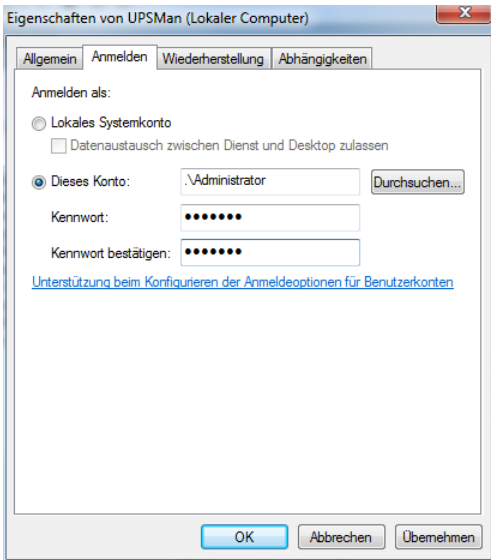 Eigenschaften von UPSMan (Lokaler Computer)
Allgemein Anmelden Wiederherstellung Abhängigkeiten
Anmelden als:
Lokales Systemkonto
Datenaustausch zwischen Dienst und Desktop zulassen
Dieses Konto: .\Administrator Durchsuchen...
Kennwort: •••••••
Kennwort bestätigen: •••••••
Unterstützung beim Konfigurieren der Anmeldeoptionen für Benutzerkonten
OK Abbrechen Übernehmen